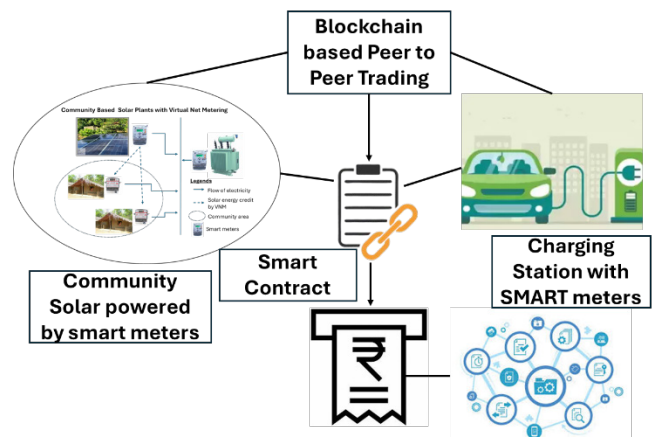 Blockchain
based Peer to
Peer Trading
Community Based Solar Plants with Virtual Net Metering
Legends
Flow of electricity
Solar energy credit
by VNM
Community area
Smart meters
Community
Solar powered
by smart meters
Smart
Contract
Charging
Station with
SMART meters
₹